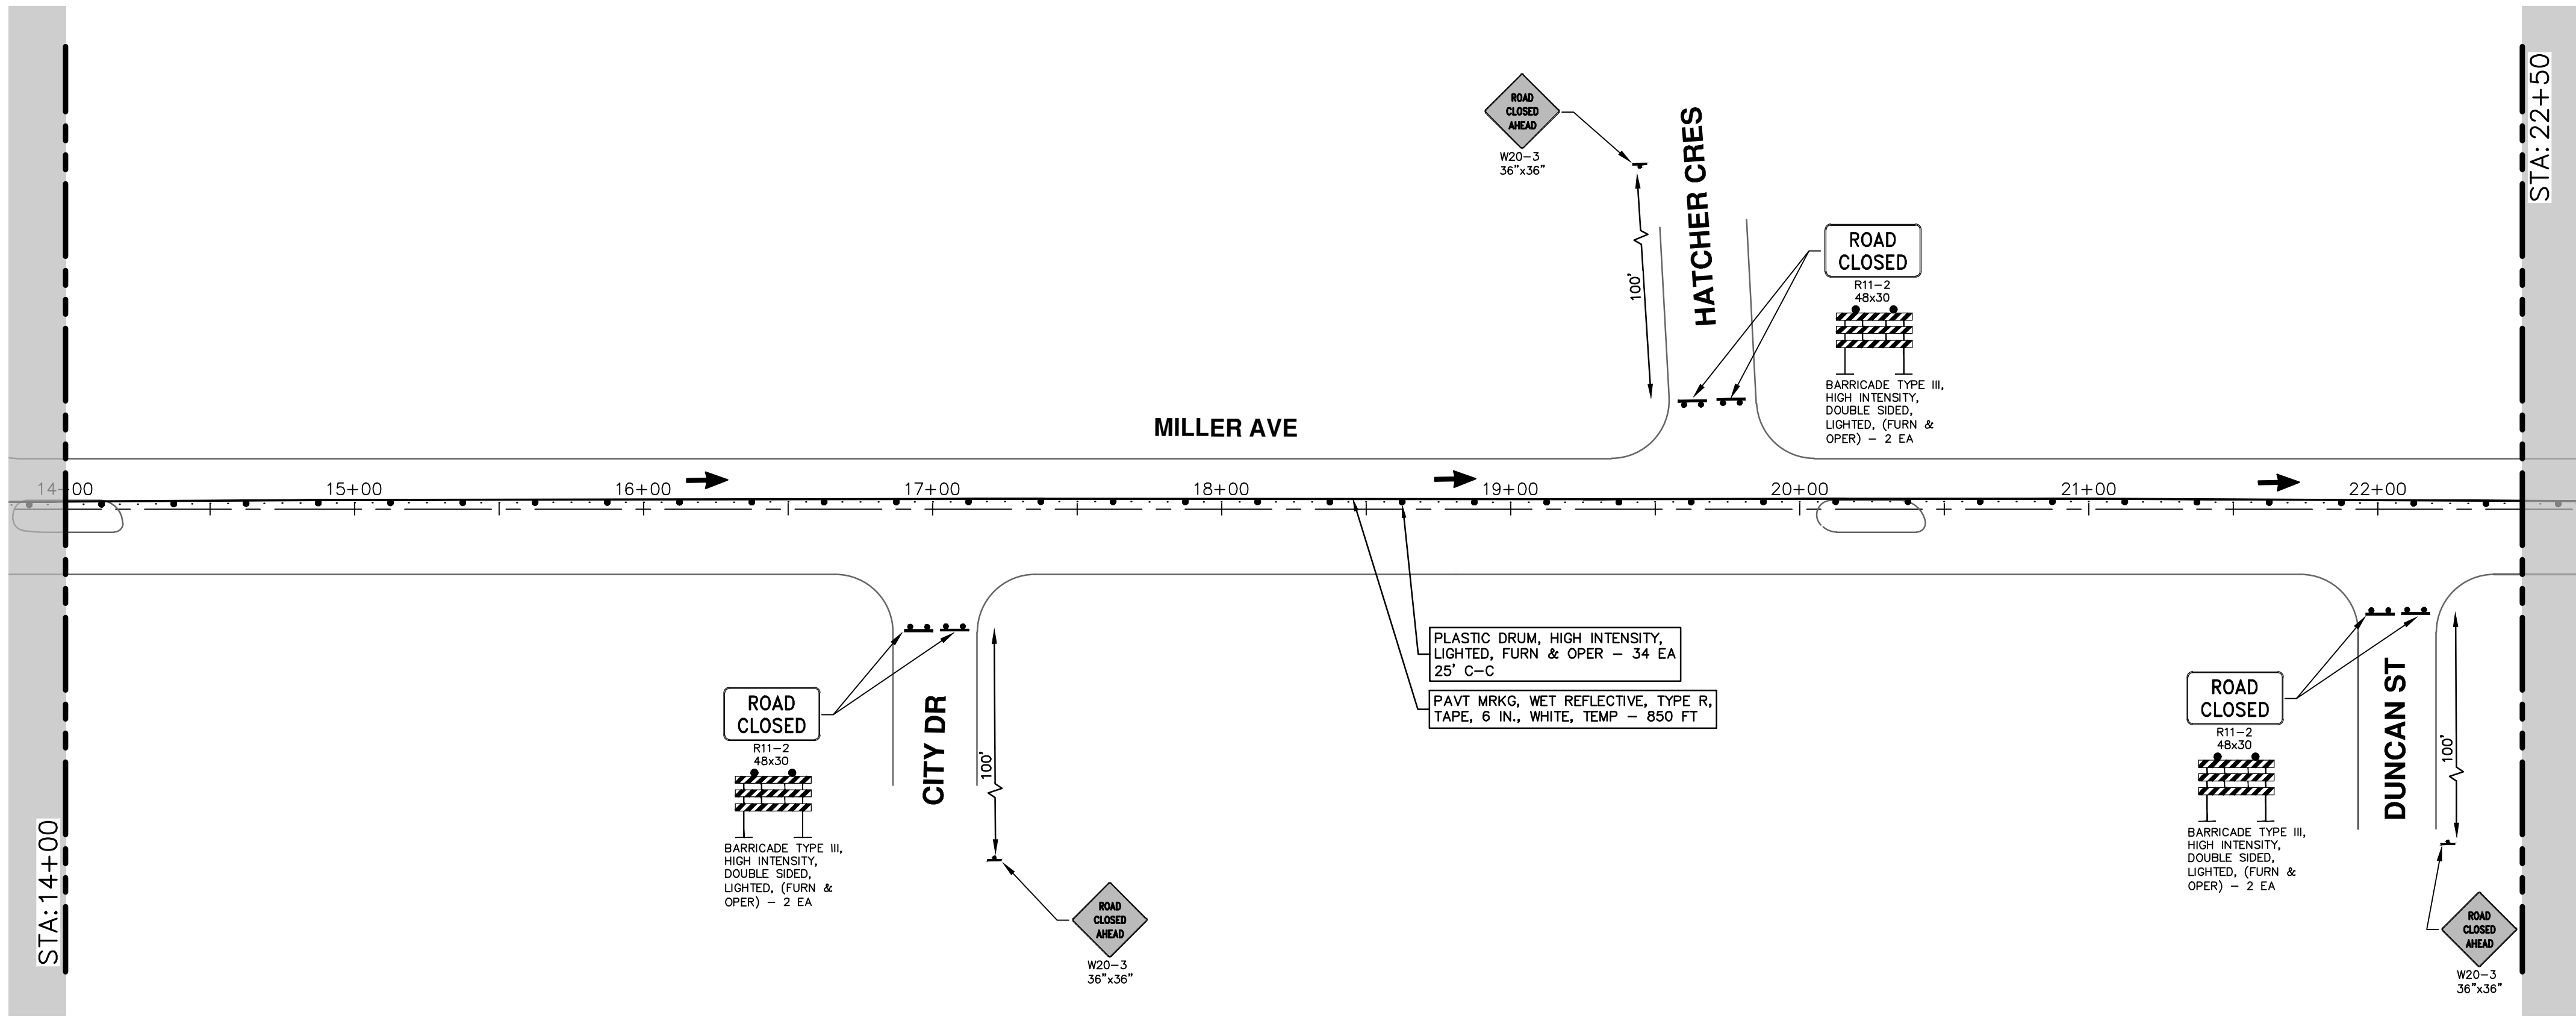 ROAD
CLOSED
AHEAD
W20-3
36"x36"
HATCHER CRES
100'
ROAD
CLOSED
R11-2
48x30
BARRICADE TYPE III,
HIGH INTENSITY,
DOUBLE SIDED,
LIGHTED, (FURN &
OPER) - 2 EA
STA: 22+50
MILLER AVE
14+00
15+00
16+00
17+00
18+00
19+00
20+00
21+00
22+00
PLASTIC DRUM, HIGH INTENSITY,
LIGHTED, FURN & OPER - 34 EA
25' C-C
PAVT MRKG, WET REFLECTIVE, TYPE R,
TAPE, 6 IN., WHITE, TEMP - 850 FT
STA:14+00
ROAD
CLOSED
R11-2
48x30
BARRICADE TYPE III,
HIGH INTENSITY,
DOUBLE SIDED,
LIGHTED, (FURN &
OPER) - 2 EA
CITY DR
100'
ROAD
CLOSED
AHEAD
W20-3
36"x36"
ROAD
CLOSED
R11-2
48x30
BARRICADE TYPE III,
HIGH INTENSITY,
DOUBLE SIDED,
LIGHTED, (FURN &
OPER) - 2 EA
DUNCAN ST
100'
ROAD
CLOSED
AHEAD
W20-3
36"x36"